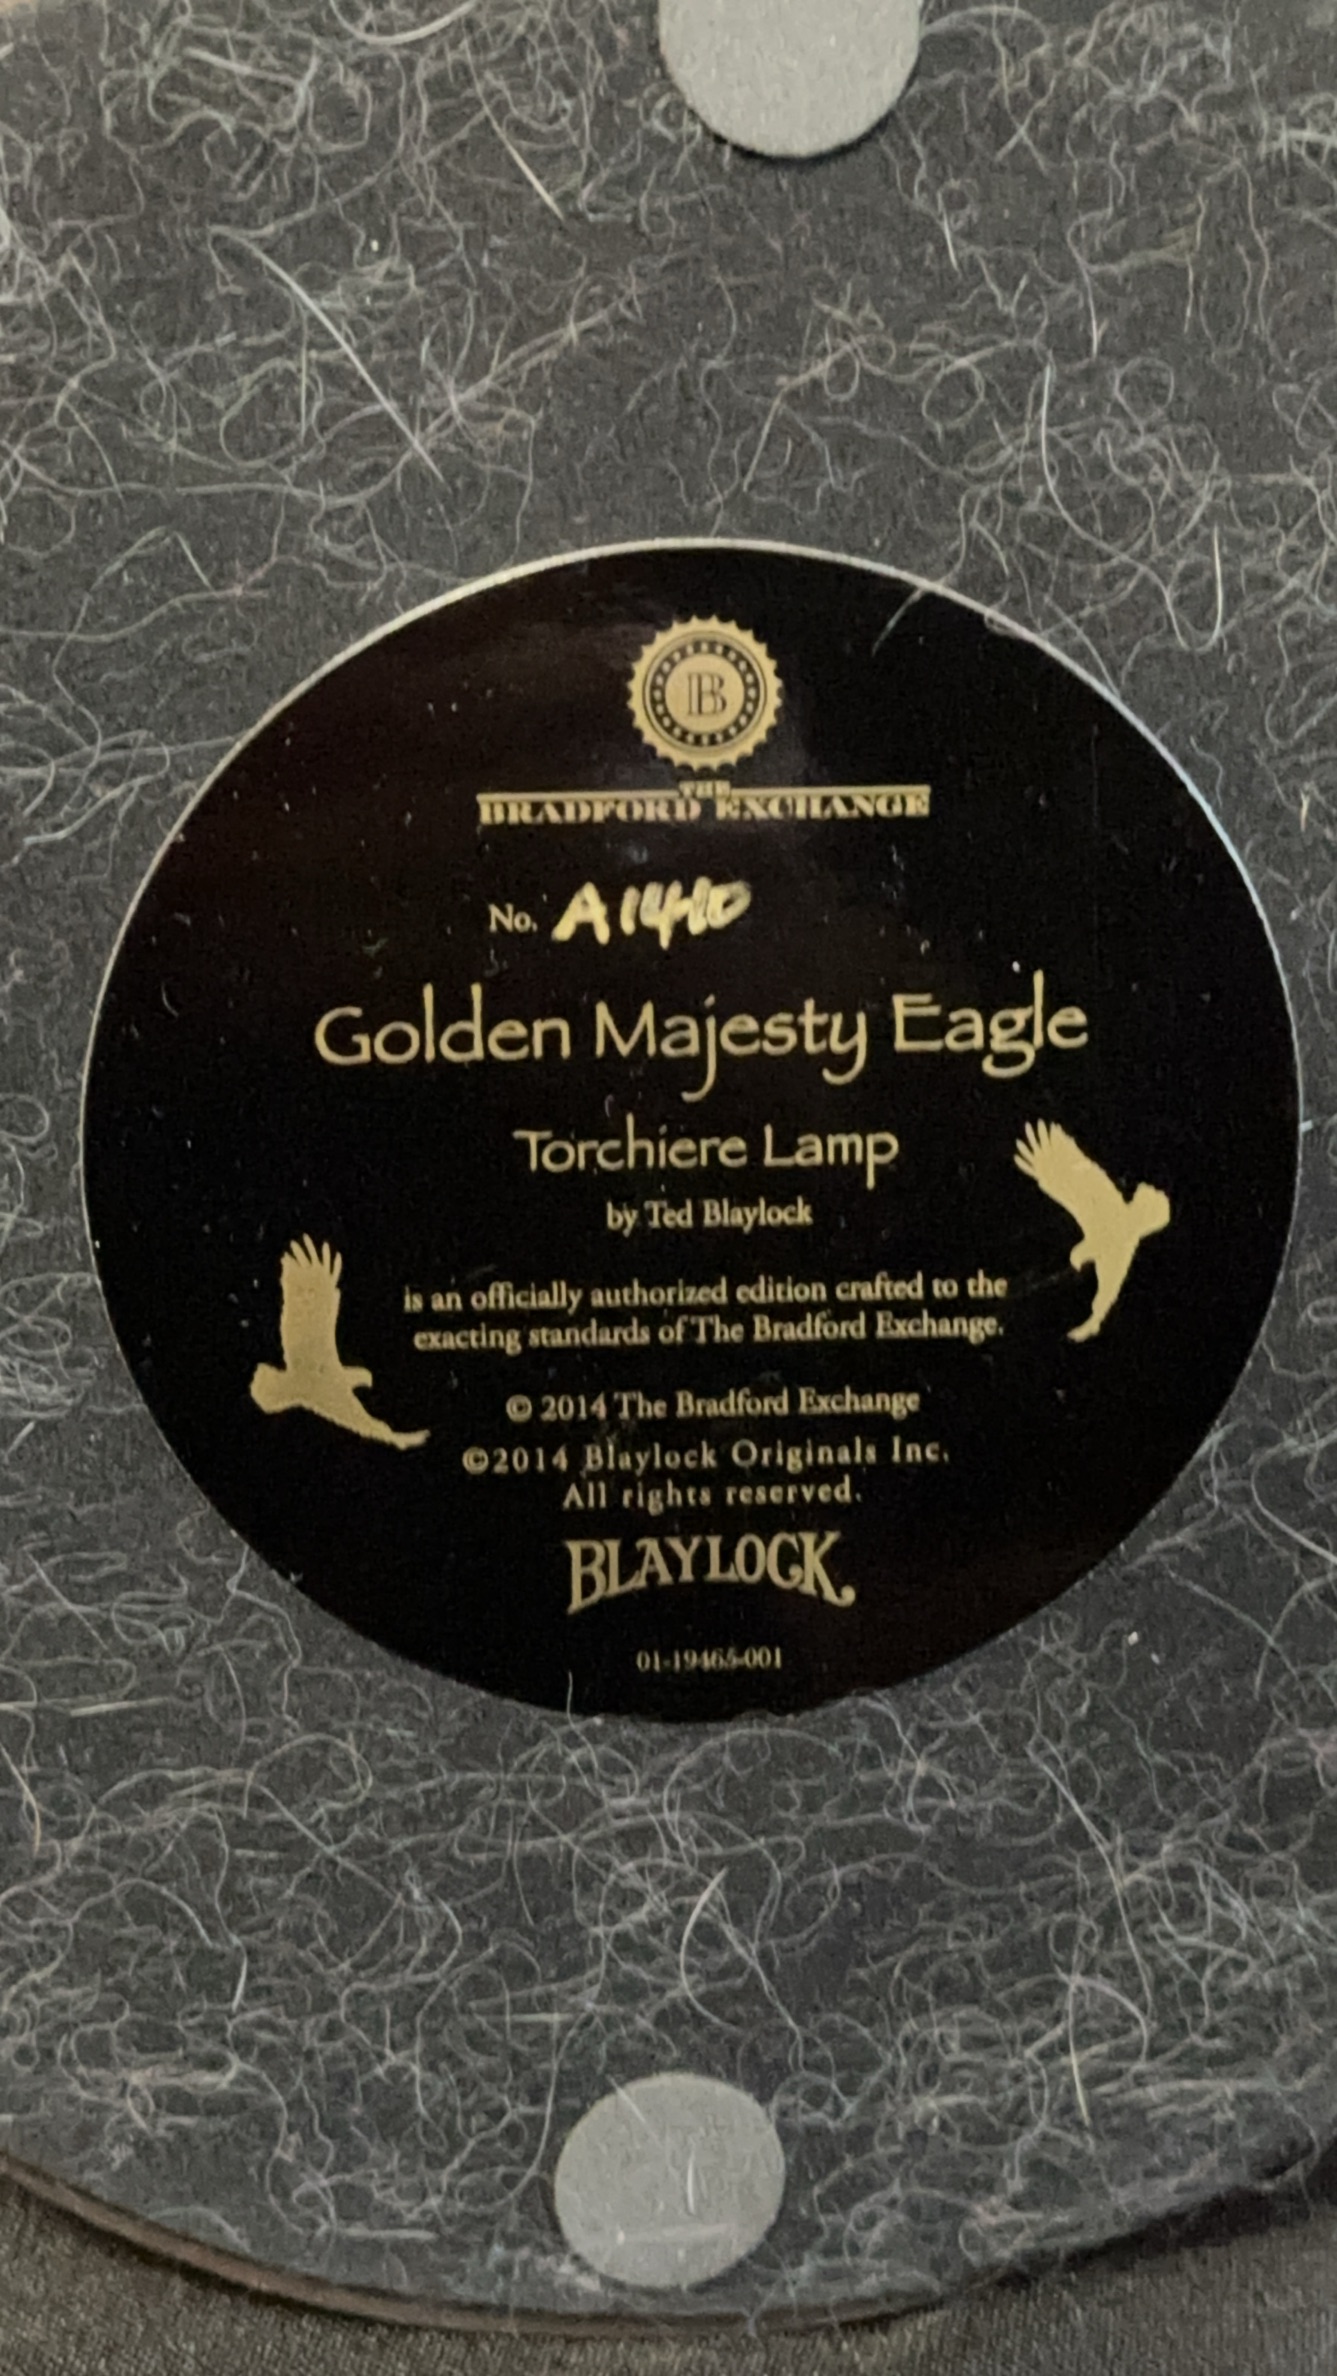 B
THE
BRADFORD EXCHANGE
No. A1440
Golden Majesty Eagle
Torchiere Lamp
by Ted Blaylock
is an officially authorized edition crafted to the
exacting standards of The Bradford Exchange.
© 2014 The Bradford Exchange
©2014 Blaylock Originals Inc.
All rights reserved.
BLAYLOCK
01-19465-001